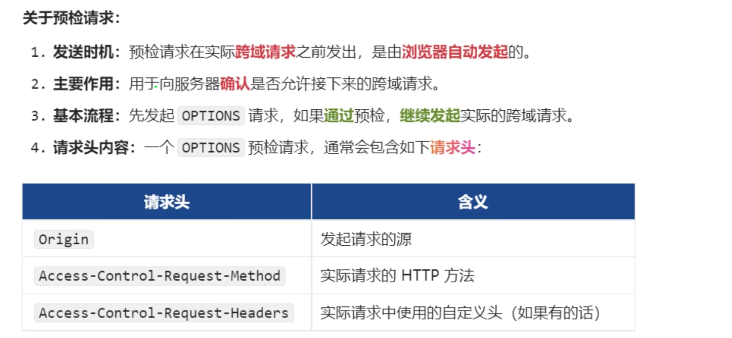 关于预检请求：
1. 发送时机：预检请求在实际跨域请求之前发出，是由浏览器自动发起的。
2. 主要作用：用于向服务器确认是否允许接下来的跨域请求。
3. 基本流程：先发起 OPTIONS 请求，如果通过预检，继续发起实际的跨域请求。
4. 请求头内容：一个 OPTIONS 预检请求，通常会包含如下请求头：
请求头 含义
Origin 发起请求的源
Access-Control-Request-Method 实际请求的 HTTP 方法
Access-Control-Request-Headers 实际请求中使用的自定义头（如果有的话）